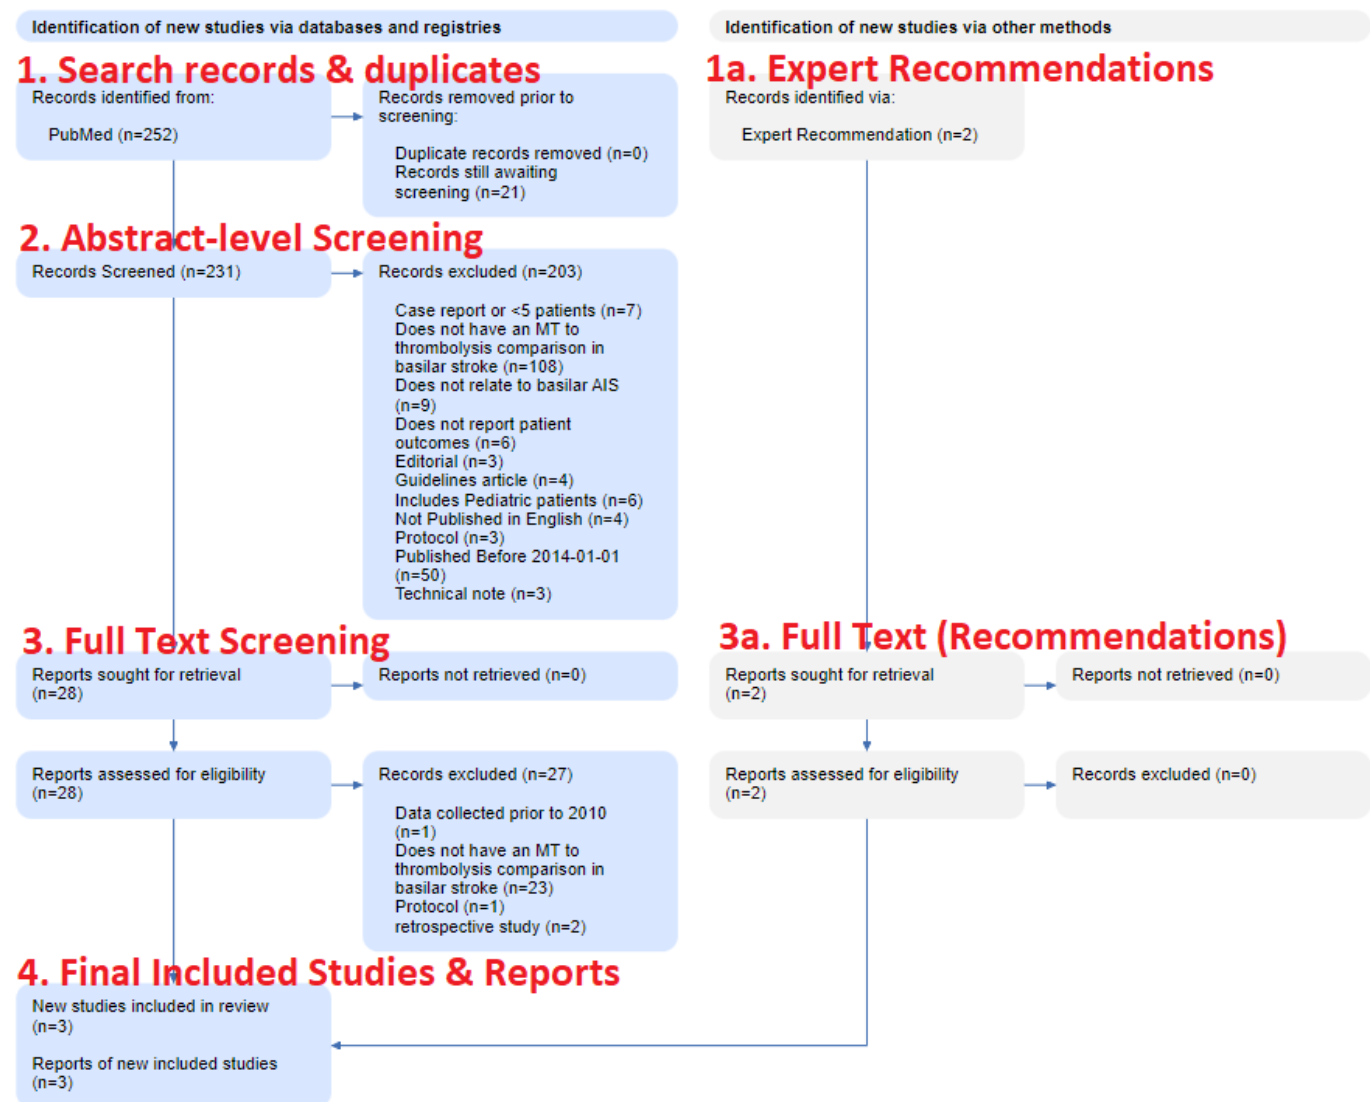 Identification of new studies via databases and registries
Identification of new studies via other methods
1. Search records & duplicates
1a. Expert Recommendations
Records identified from:
PubMed (n=252)
Records removed prior to
screening:
Duplicate records removed (n=0)
Records still awaiting
screening (n=21)
Records identified via:
Expert Recommendation (n=2)
2. Abstract-level Screening
Records Screened (n=231)
Records excluded (n=203)
Case report or <5 patients (n=7)
Does not have an MT to
thrombolysis comparison in
basilar stroke (n=108)
Does not relate to basilar AIS
(n=9)
Does not report patient
outcomes (n=6)
Editorial (n=3)
Guidelines article (n=4)
Includes Pediatric patients (n=6)
Not Published in English (n=4)
Protocol (n=3)
Published Before 2014-01-01
(n=50)
Technical note (n=3)
3. Full Text Screening
3a. Full Text (Recommendations)
Reports sought for retrieval
(n=28)
Reports not retrieved (n=0)
Reports sought for retrieval
(n=2)
Reports not retrieved (n=0)
Reports assessed for eligibility
(n=28)
Records excluded (n=27)
Data collected prior to 2010
(n=1)
Does not have an MT to
thrombolysis comparison in
basilar stroke (n=23)
Protocol (n=1)
retrospective study (n=2)
Reports assessed for eligibility
(n=2)
Records excluded (n=0)
4. Final Included Studies & Reports
New studies included in review
(n=3)
Reports of new included studies
(n=3)